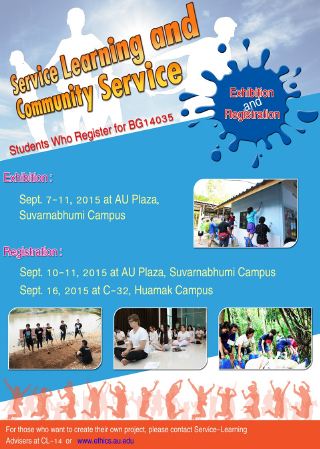 Service Learning and
Community Service
Students Who Register for BG14035
Exhibition
and
Registration
Exhibition :
Sept. 7-11, 2015 at AU Plaza,
Suvarnabhumi Campus
Registration :
Sept. 10-11, 2015 at AU Plaza, Suvarnabhumi Campus
Sept. 16, 2015 at C-32, Huamak Campus
For those who want to create their own project, please contact Service-Learning
Advisers at CL-14 or www.ethics.au.edu